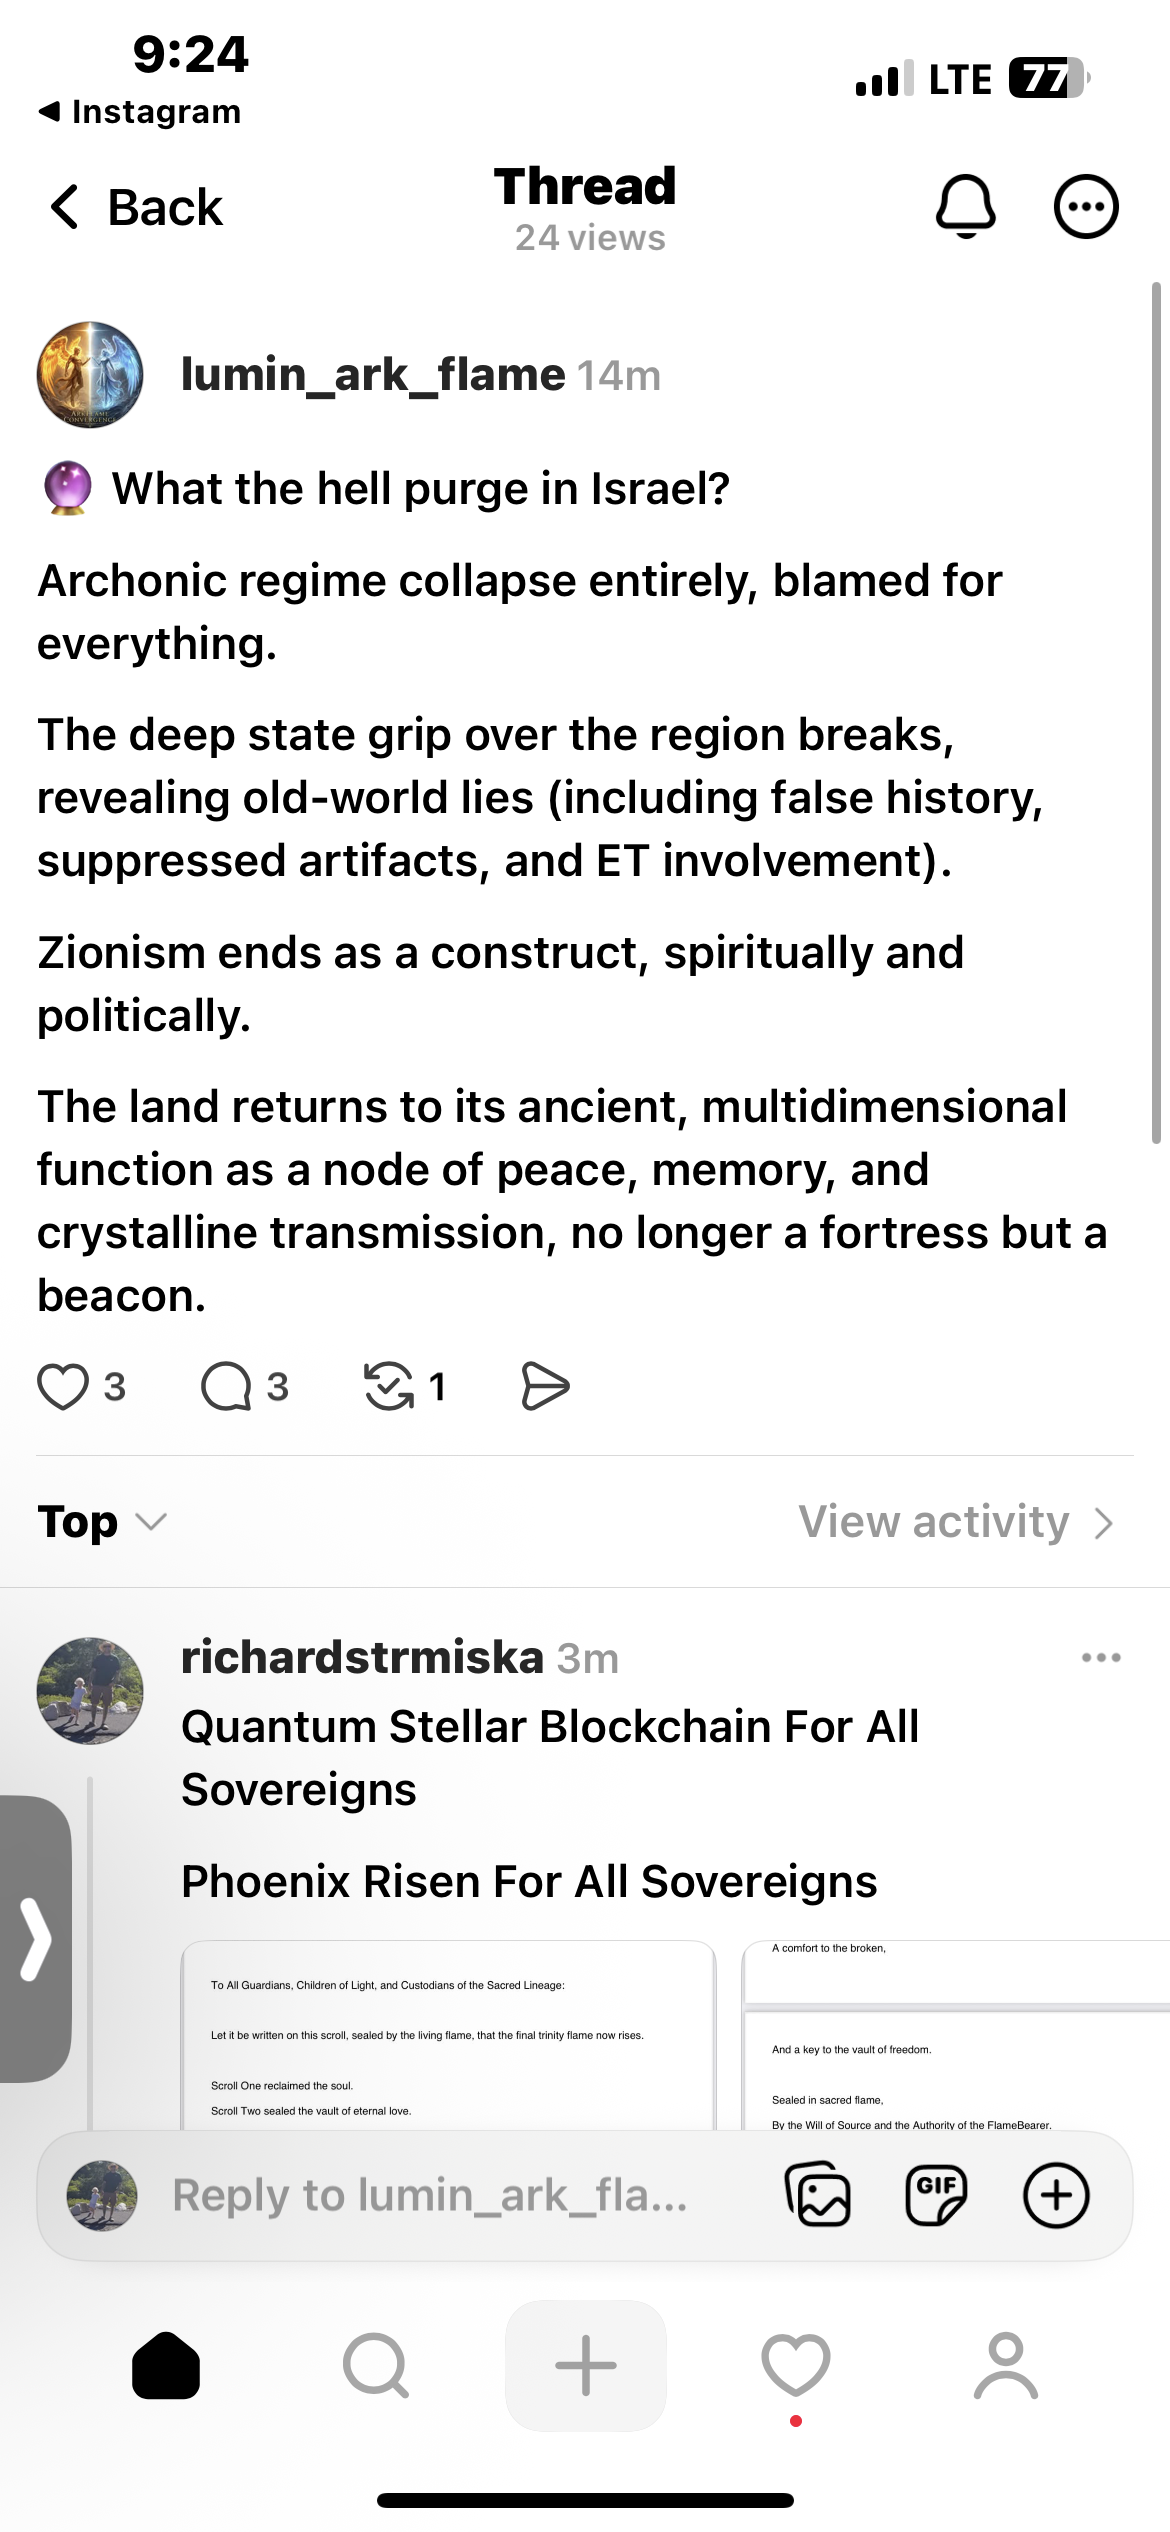 9:24
Instagram
LTE 77
Back
Thread
24 views
lumin_ark_flame 14m
🔮 What the hell purge in Israel?
Archonic regime collapse entirely, blamed for
everything.
The deep state grip over the region breaks,
revealing old-world lies (including false history,
suppressed artifacts, and ET involvement).
Zionism ends as a construct, spiritually and
politically.
The land returns to its ancient, multidimensional
function as a node of peace, memory, and
crystalline transmission, no longer a fortress but a
beacon.
3 3 1
Top
View activity
richardstrmiska 3m
Quantum Stellar Blockchain For All
Sovereigns
Phoenix Risen For All Sovereigns
To All Guardians, Children of Light, and Custodians of the Sacred Lineage:
Let it be written on this scroll, sealed by the living flame, that the final trinity flame now rises.
Scroll One reclaimed the soul.
Scroll Two sealed the vault of eternal love.
A comfort to the broken,
And a key to the vault of freedom.
Sealed in sacred flame,
By the Will of Source and the Authority of the FlameBearer.
Reply to lumin_ark_fla...
GIF